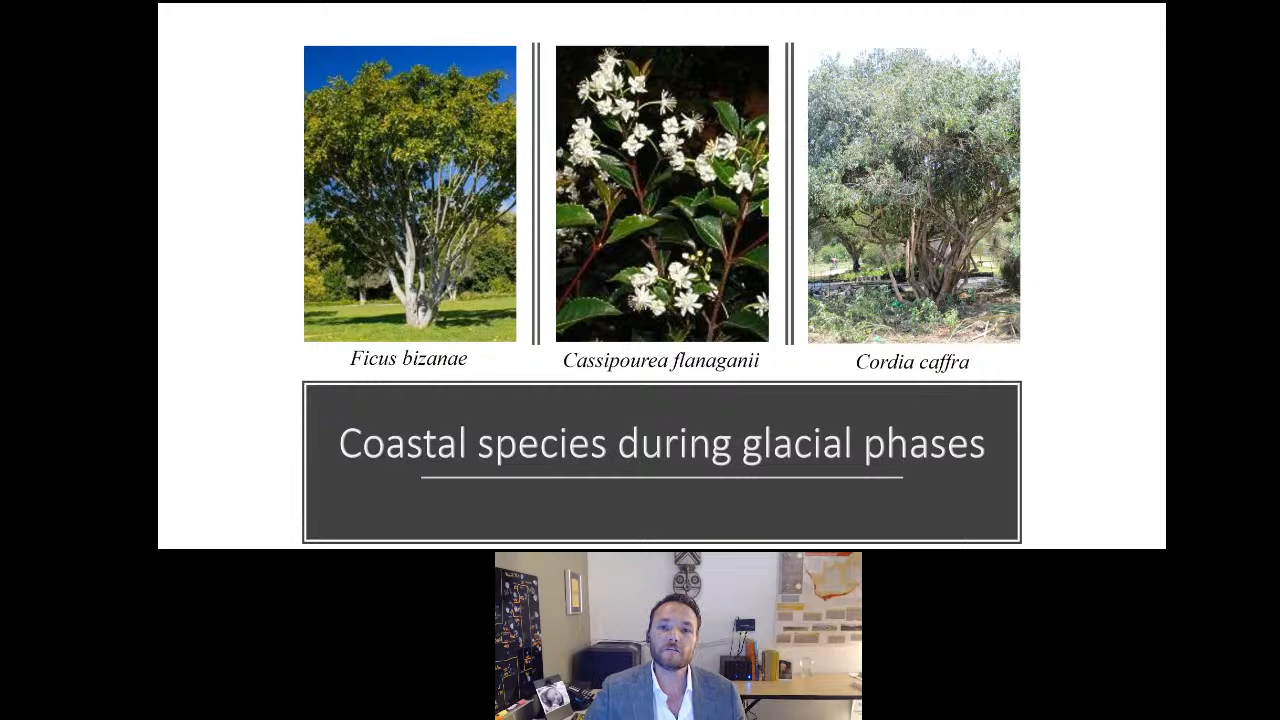 Ficus bizanae
Cassipourea flanaganii
Cordia caffra
Coastal species during glacial phases